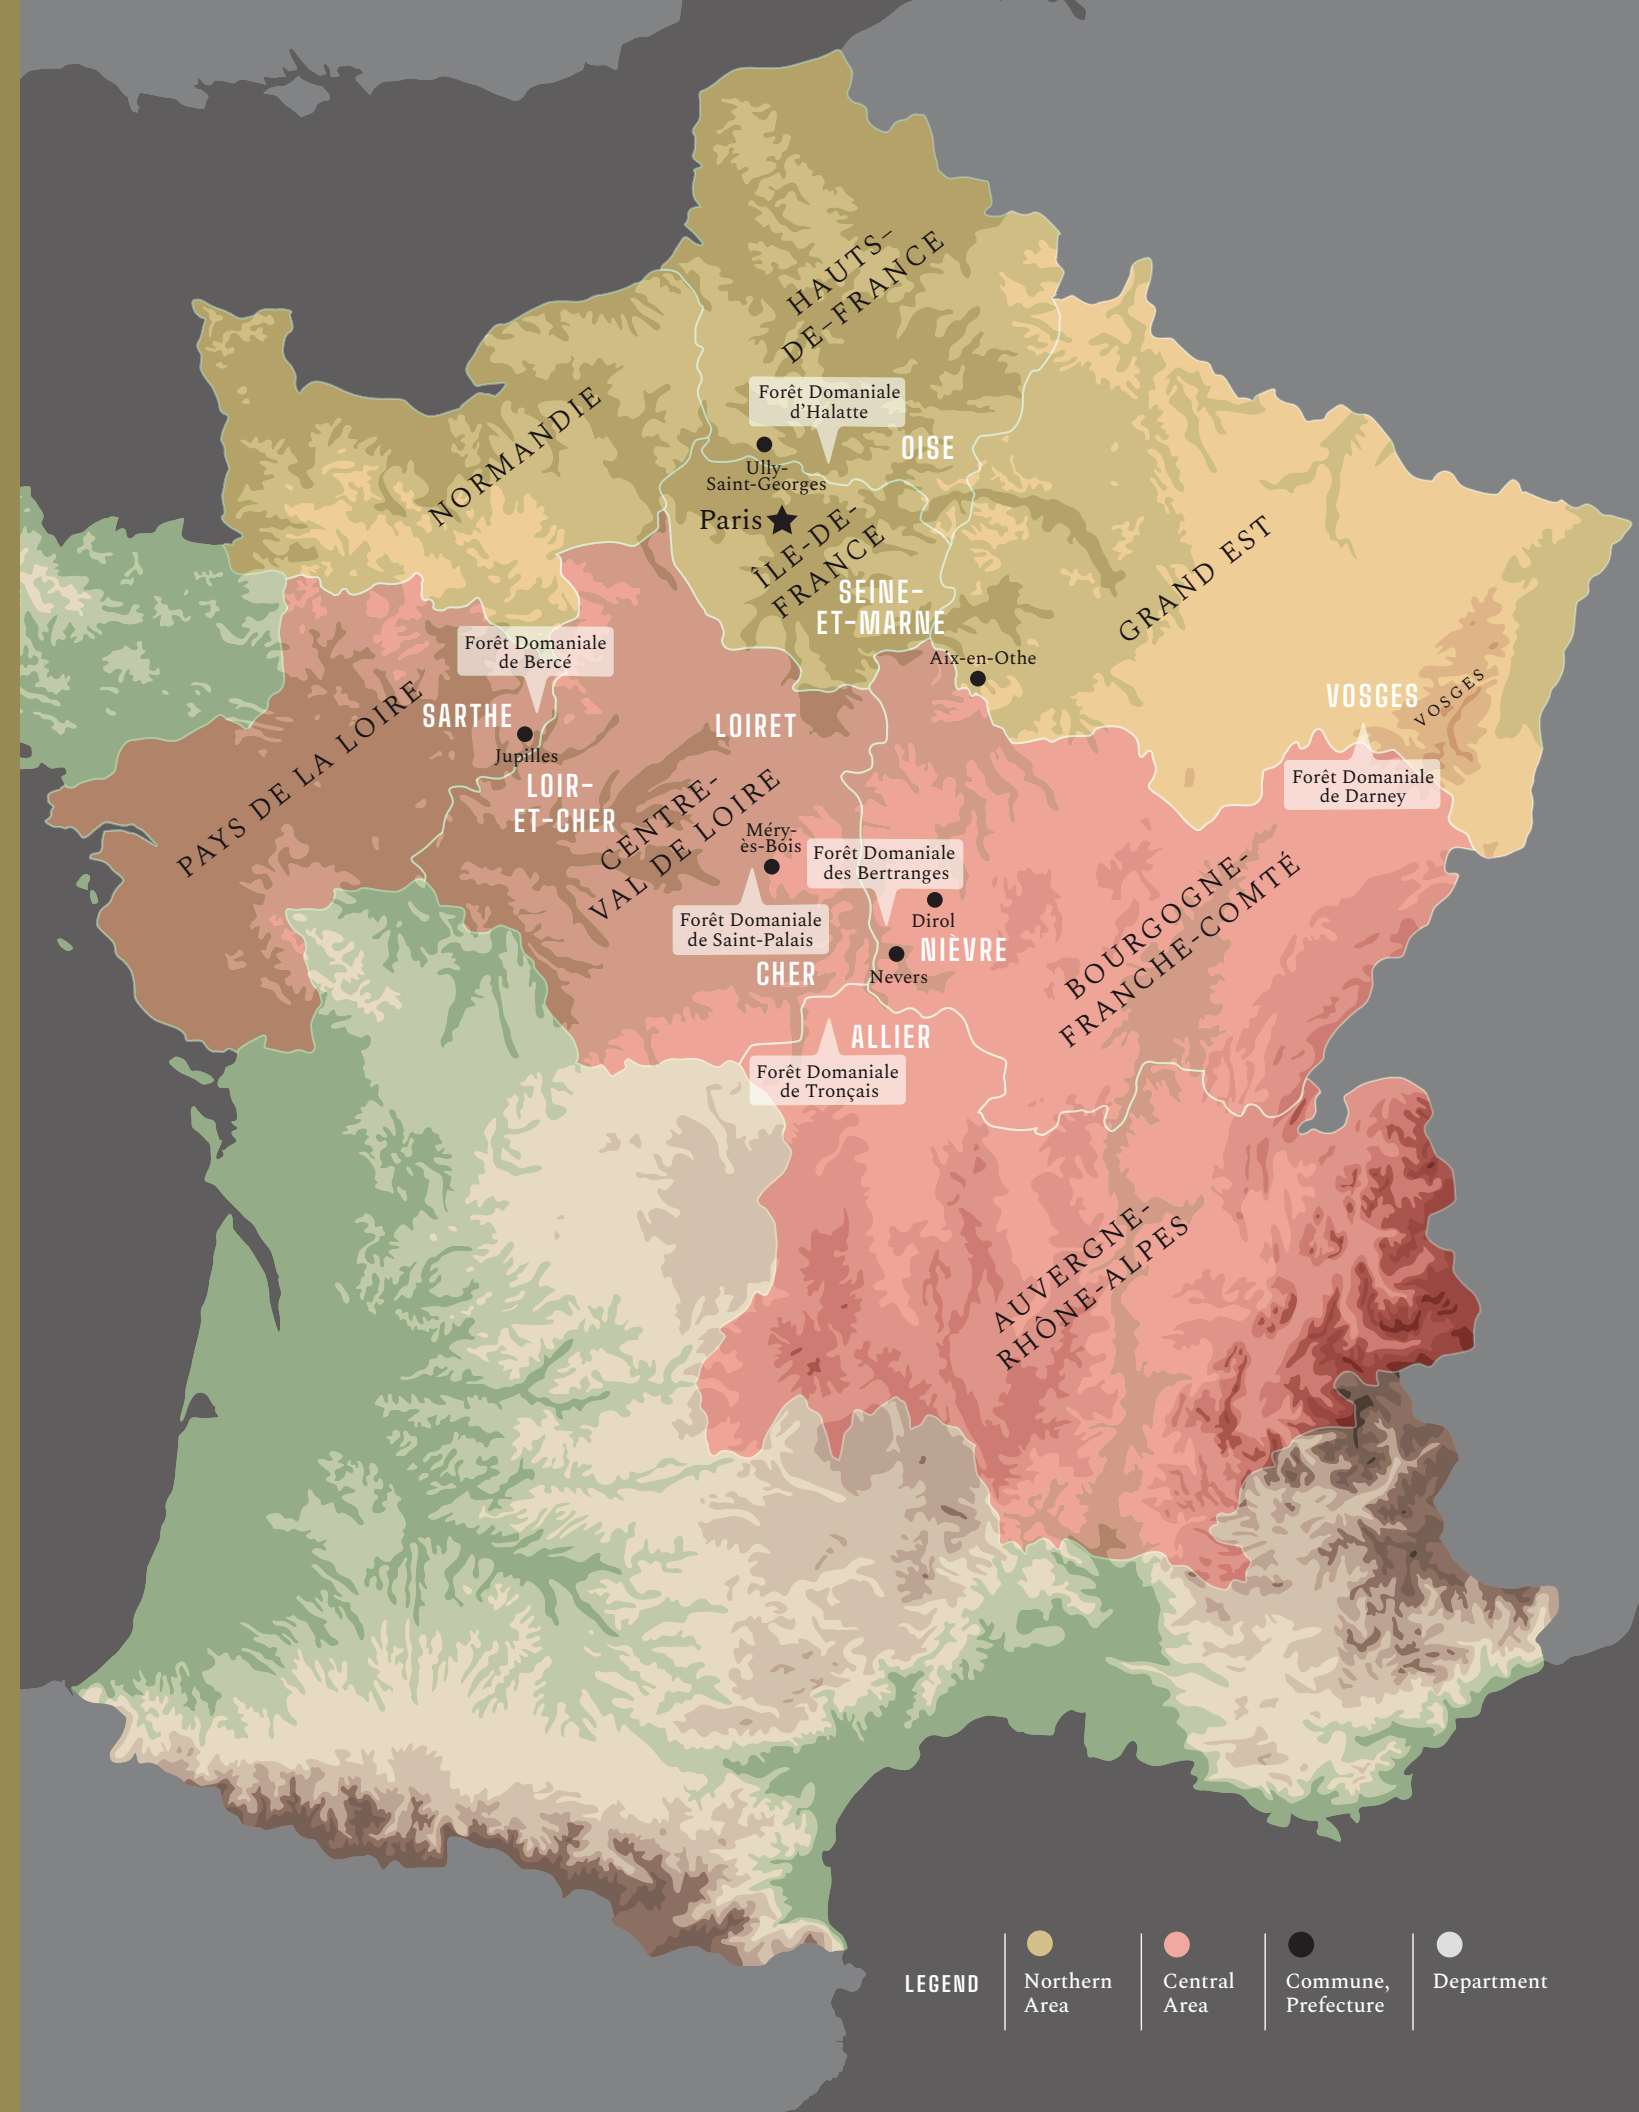 HAUTS-
DE-FRANCE
Forêt Domaniale
d'Halatte
NORMANDIE
OISE
Ully-
Saint-Georges
Paris
ÎLE-DE-
FRANCE
GRAND EST
SEINE-
ET-MARNE
Forêt Domaniale
de Bercé
Aix-en-Othe
VOSGES
VOSGES
PAYS DE LA LOIRE
SARTHE
LOIRET
Jupilles
Forêt Domaniale
de Darney
LOIR-
ET-CHER
CENTRE-
VAL DE LOIRE
Méry-
ès-Bois
Forêt Domaniale
des Bertranges
BOURGOGNE-
FRANCHE-COMTÉ
Forêt Domaniale
de Saint-Palais
Dirol
NIÈVRE
CHER
Nevers
ALLIER
Forêt Domaniale
de Tronçais
AUVERGNE-
RHÔNE-ALPES
LEGEND
Northern
Area
Central
Area
Commune,
Prefecture
Department